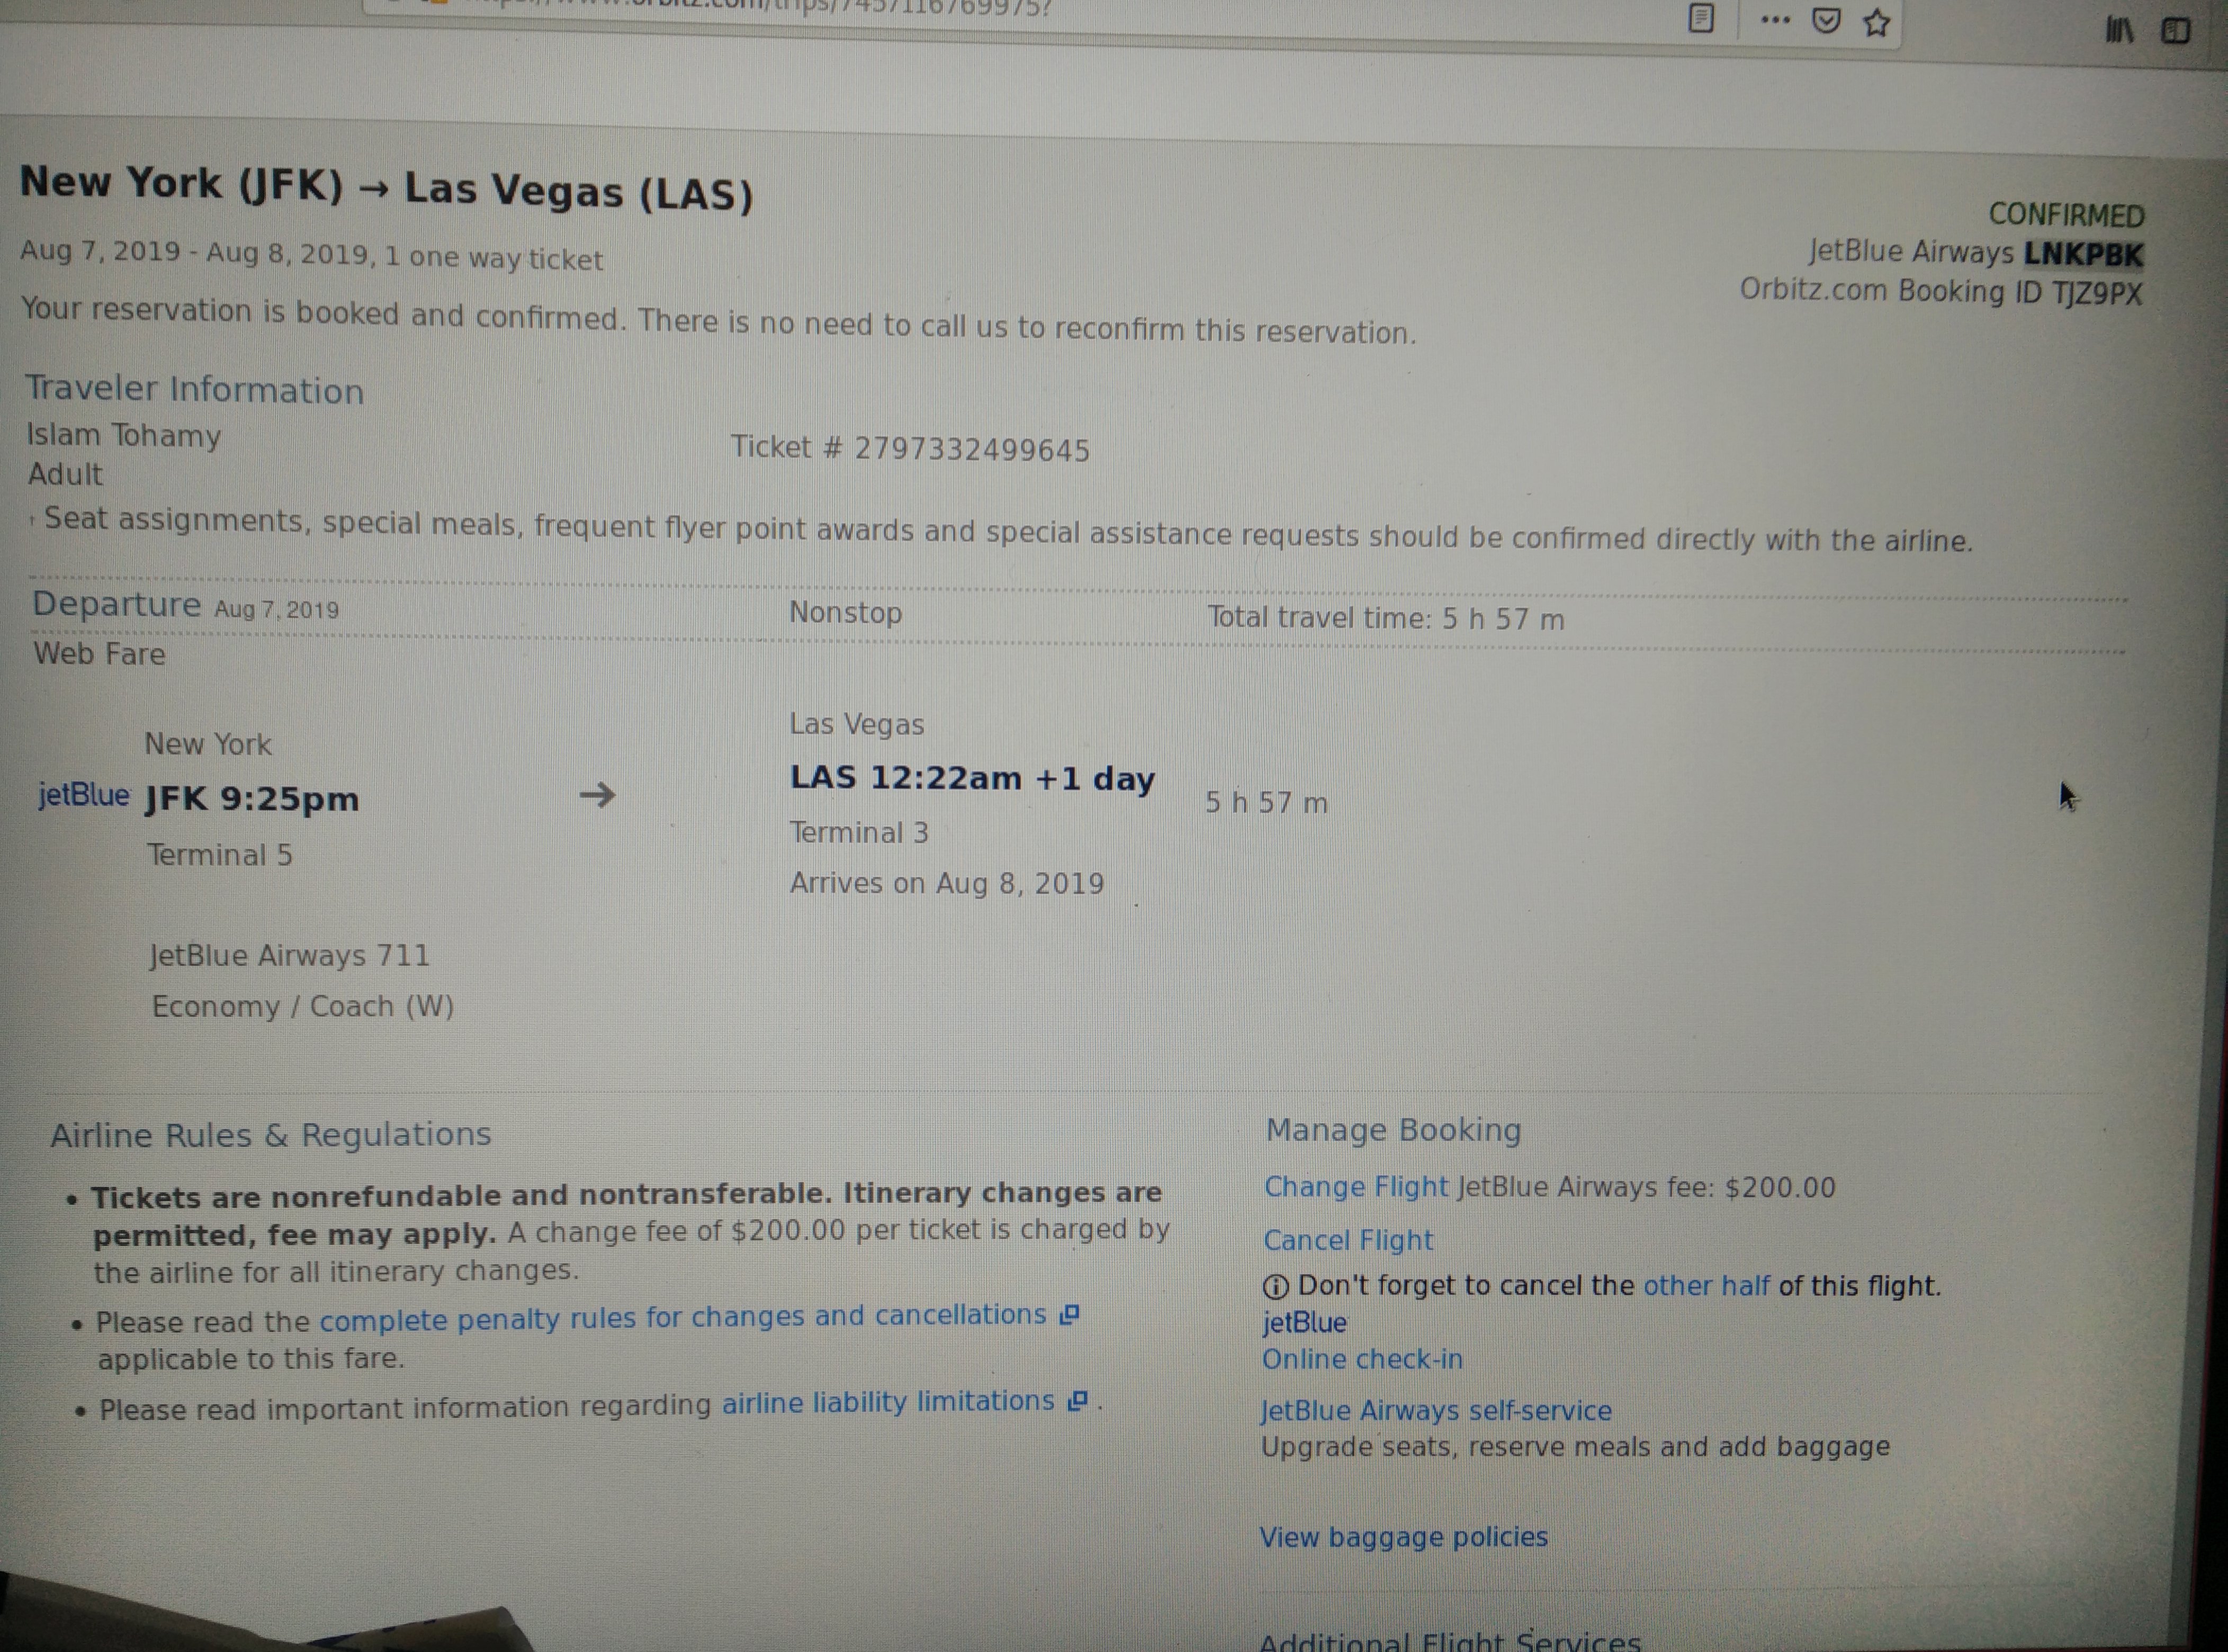 New York (JFK) → Las Vegas (LAS)
Aug 7, 2019 - Aug 8, 2019, 1 one way ticket
Your reservation is booked and confirmed. There is no need to call us to reconfirm this reservation.
CONFIRMED
JetBlue Airways LNKPBK
Orbitz.com Booking ID TJZ9PX
Traveler Information
Islam Tohamy
Ticket # 2797332499645
Adult
Seat assignments, special meals, frequent flyer point awards and special assistance requests should be confirmed directly with the airline.
Departure Aug 7, 2019 Nonstop Total travel time: 5 h 57 m
Web Fare
New York
jetBlue JFK 9:25pm →
Terminal 5
Las Vegas
LAS 12:22am +1 day
Terminal 3
Arrives on Aug 8, 2019
5 h 57 m
JetBlue Airways 711
Economy / Coach (W)
Airline Rules & Regulations
• Tickets are nonrefundable and nontransferable. Itinerary changes are
permitted, fee may apply. A change fee of $200.00 per ticket is charged by
the airline for all itinerary changes.
• Please read the complete penalty rules for changes and cancellations
applicable to this fare.
• Please read important information regarding airline liability limitations .
Manage Booking
Change Flight JetBlue Airways fee: $200.00
Cancel Flight
Don't forget to cancel the other half of this flight.
jetBlue
Online check-in
JetBlue Airways self-service
Upgrade seats, reserve meals and add baggage
View baggage policies
Additional Flight Services